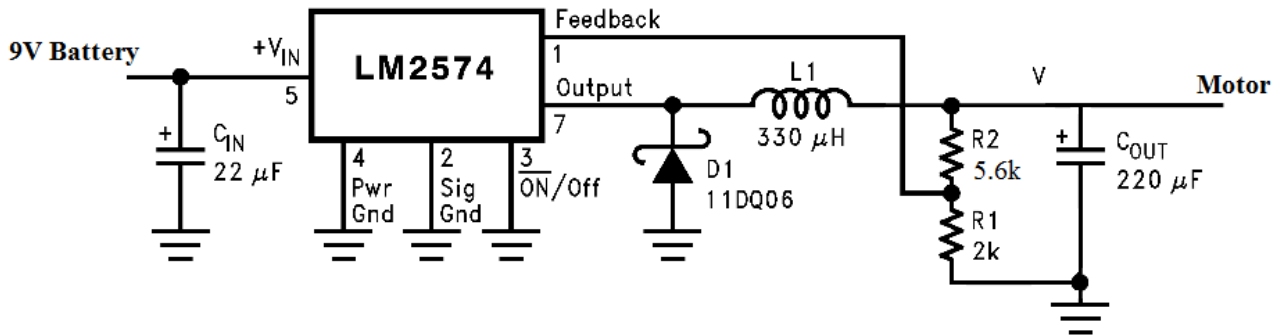 9V Battery
+VIN
5
LM2574
Feedback
1
Output
7
4
Pwr
Gnd
2
Sig
Gnd
3
ON/Off
+
CIN
22 µF
D1
11DQ06
L1
330 µH
V
Motor
R2
5.6k
R1
2k
+
COUT
220 µF